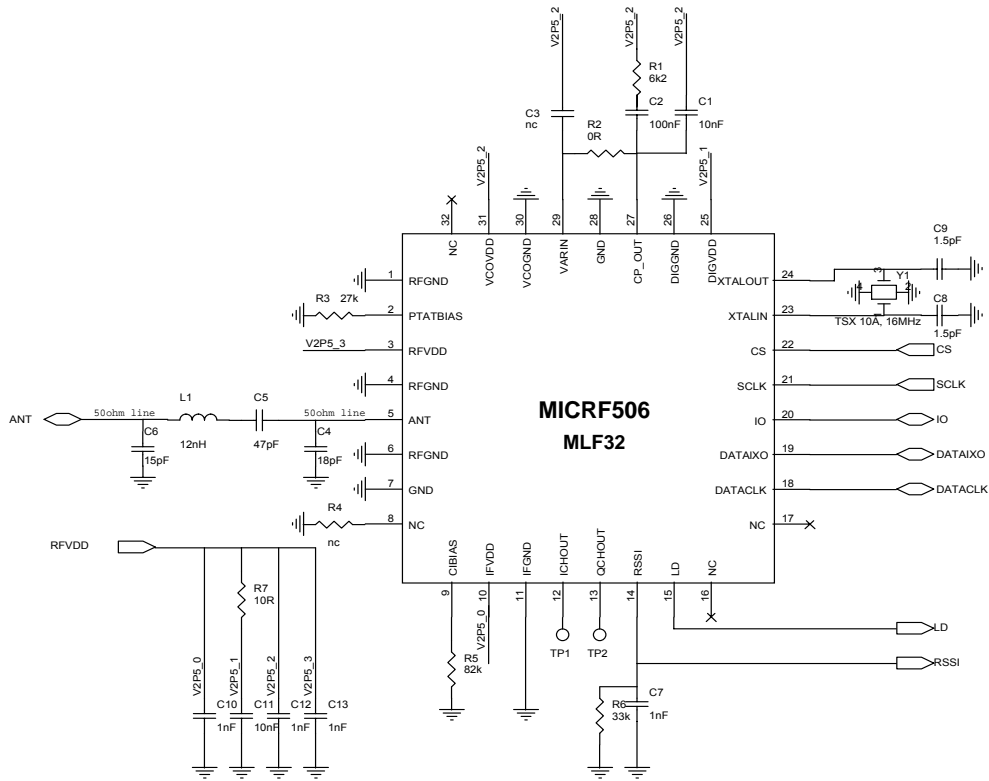 V2P5_2
V2P5_2
V2P5_2
R1
6k2
C3
nc
C2
100nF
C1
10nF
R2
0R
V2P5_2
V2P5_1
32
31
30
29
28
27
26
25
NC
VCOVDD
VCOGND
VARIN
GND
CP_OUT
DIGGND
DIGVDD
C9
1.5pF
1
RFGND
XTALOUT
24
3
Y1
4
2
R3
27k
2
PTATBIAS
XTALIN
23
1
C8
TSX 10A, 16MHz
1.5pF
V2P5_3
3
RFVDD
CS
22
CS
4
RFGND
SCLK
21
SCLK
MICRF506
MLF32
ANT
50ohm line
L1
12nH
C5
47pF
50ohm line
5
ANT
IO
20
IO
C6
15pF
C4
18pF
6
RFGND
DATAIXO
19
DATAIXO
7
GND
DATACLK
18
DATACLK
R4
nc
8
NC
NC
17
RFVDD
CIBIAS
IFVDD
IFGND
ICHOUT
QCHOUT
RSSI
LD
NC
9
10
11
12
13
14
15
16
R7
10R
V2P5_0
TP1
TP2
LD
R5
82k
RSSI
V2P5_0
V2P5_1
V2P5_2
V2P5_3
C10
1nF
C11
10nF
C12
1nF
C13
1nF
R6
33k
C7
1nF